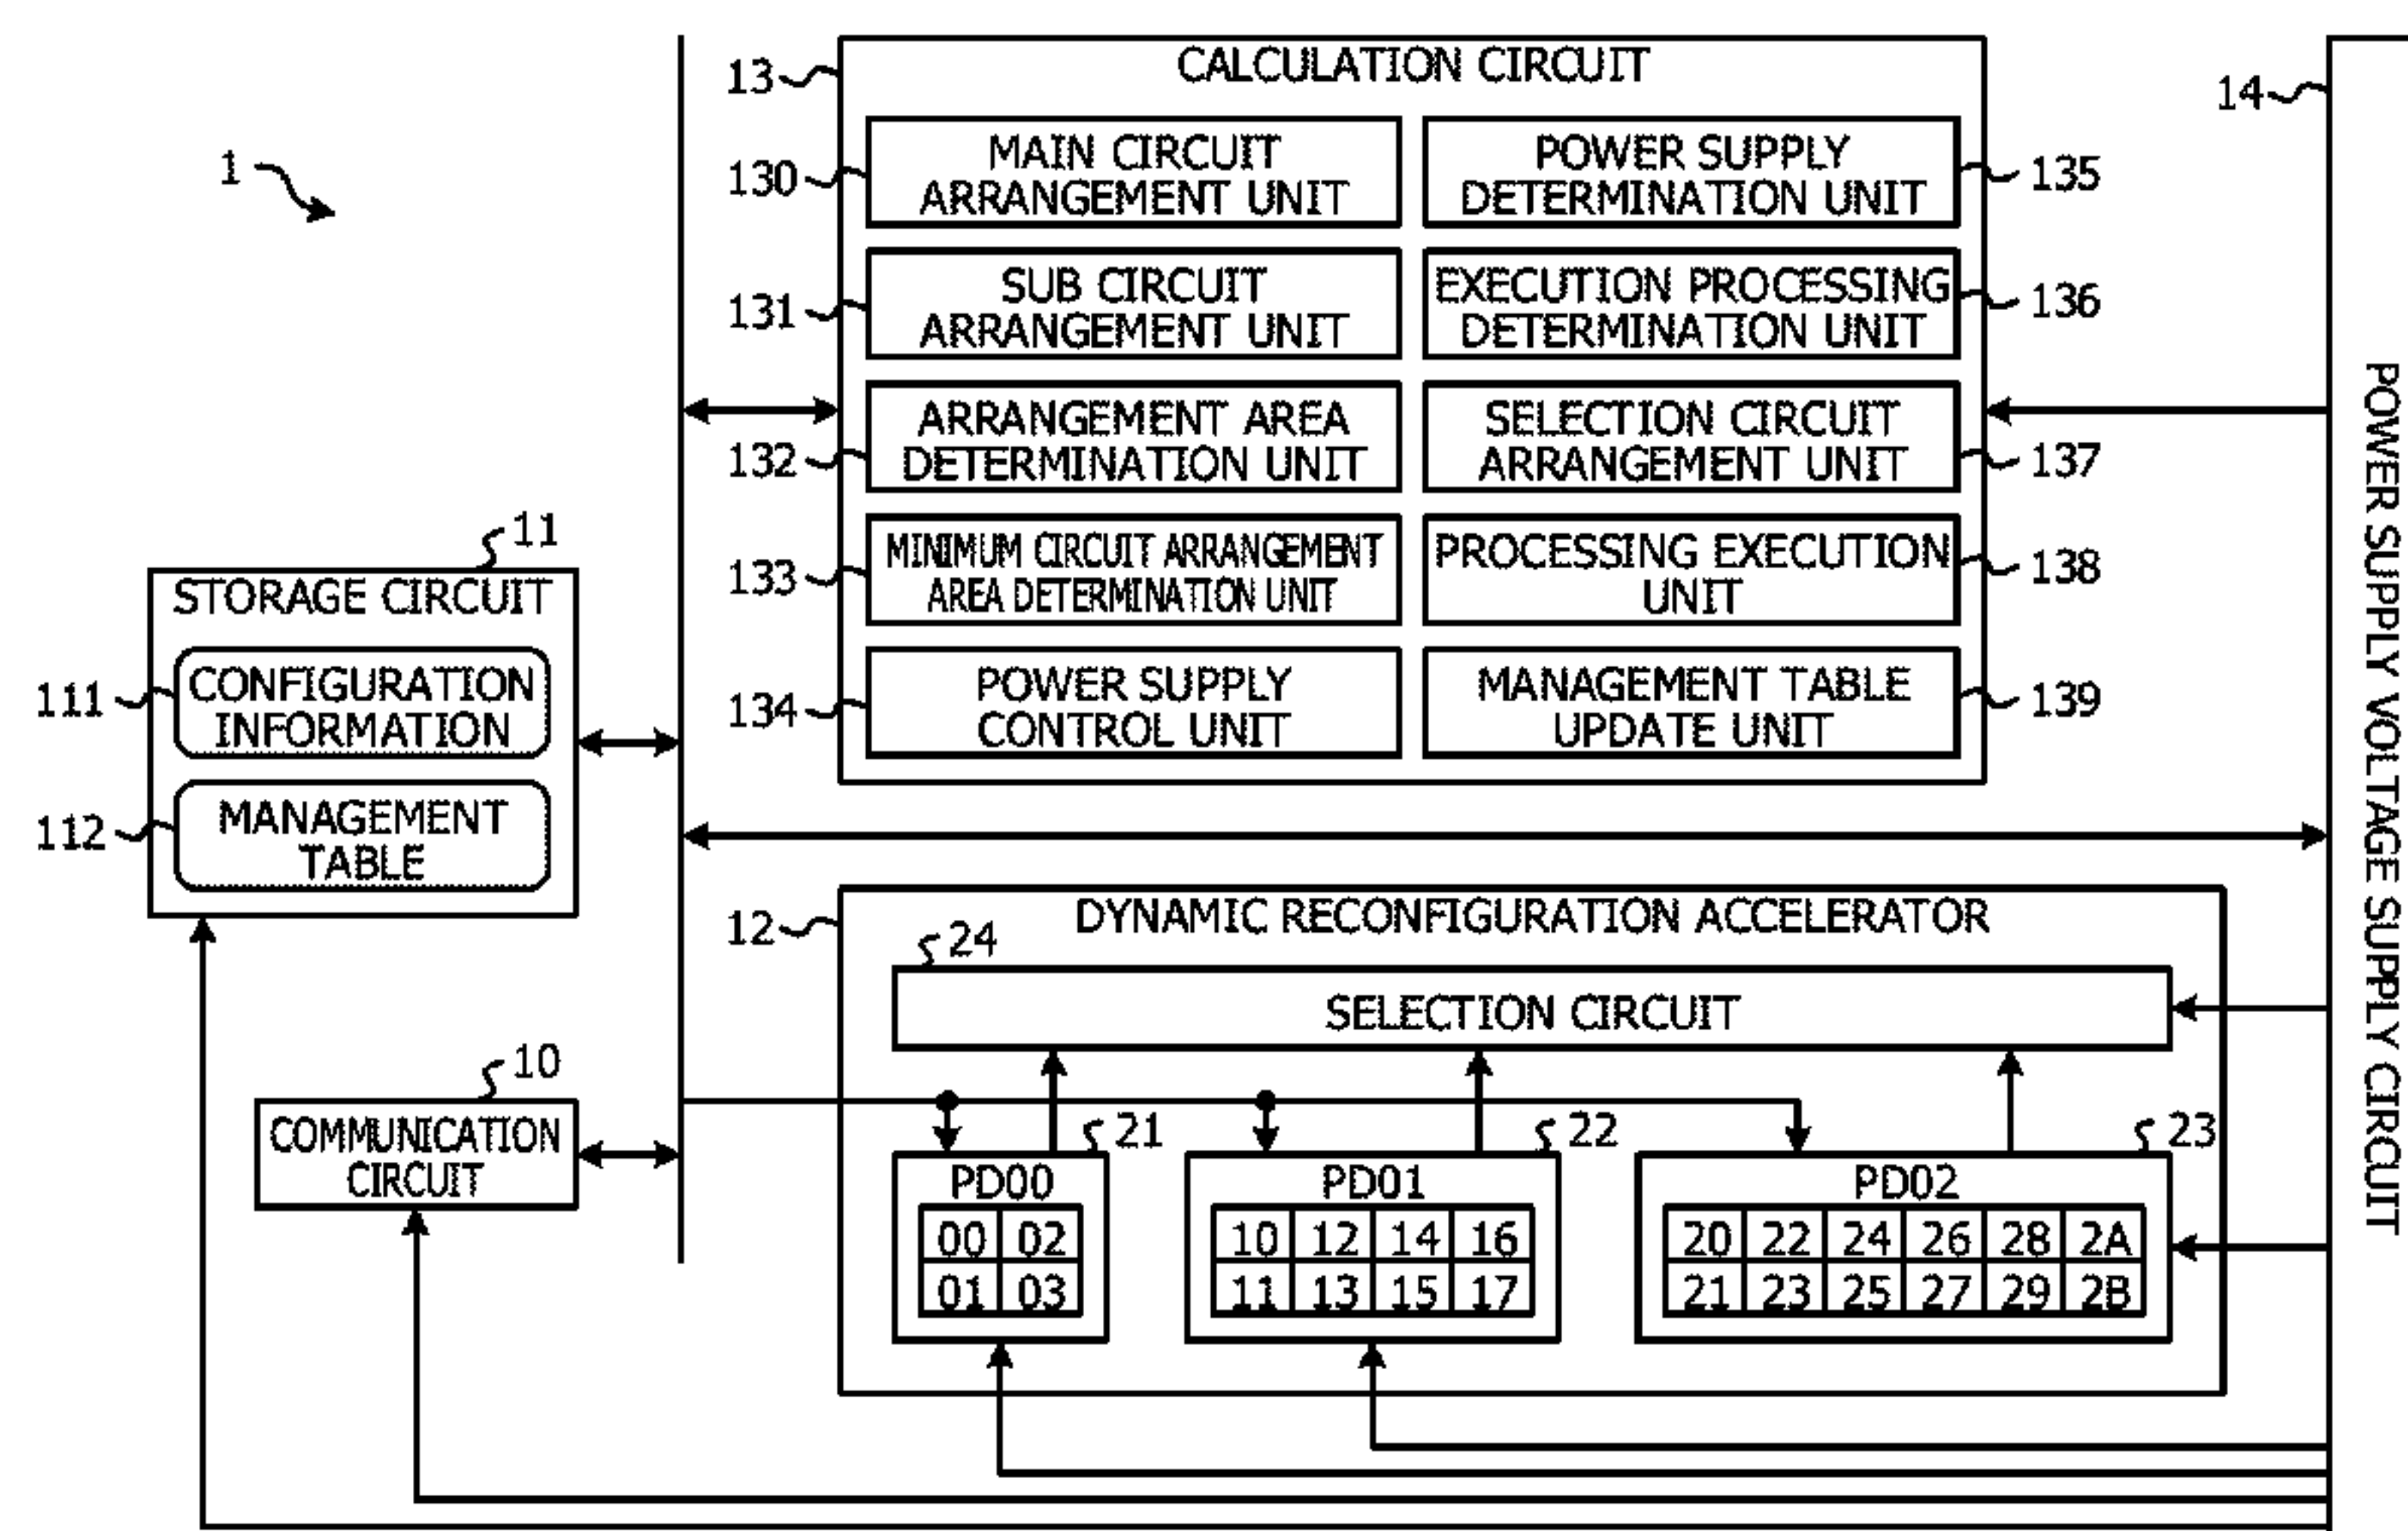 1
13
CALCULATION CIRCUIT
14
130
MAIN CIRCUIT
ARRANGEMENT UNIT
POWER SUPPLY
DETERMINATION UNIT
135
131
SUB CIRCUIT
ARRANGEMENT UNIT
EXECUTION PROCESSING
DETERMINATION UNIT
136
132
ARRANGEMENT AREA
DETERMINATION UNIT
SELECTION CIRCUIT
ARRANGEMENT UNIT
137
133
MINIMUM CIRCUIT ARRANGEMENT
AREA DETERMINATION UNIT
PROCESSING EXECUTION
UNIT
138
134
POWER SUPPLY
CONTROL UNIT
MANAGEMENT TABLE
UPDATE UNIT
139
POWER SUPPLY VOLTAGE SUPPLY CIRCUIT
11
STORAGE CIRCUIT
111
CONFIGURATION
INFORMATION
112
MANAGEMENT
TABLE
10
COMMUNICATION
CIRCUIT
12
DYNAMIC RECONFIGURATION ACCELERATOR
24
SELECTION CIRCUIT
21
PD00
00 02
01 03
22
PD01
10 12 14 16
11 13 15 17
23
PD02
20 22 24 26 28 2A
21 23 25 27 29 2B